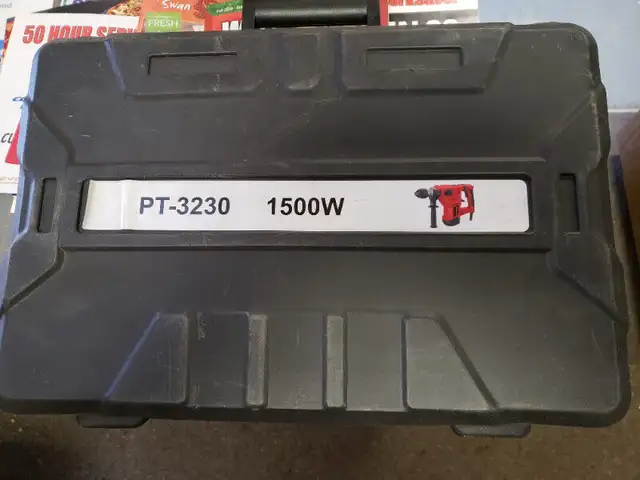 Swan
FRESH
50 HOUR SER
PT-3230 1500W